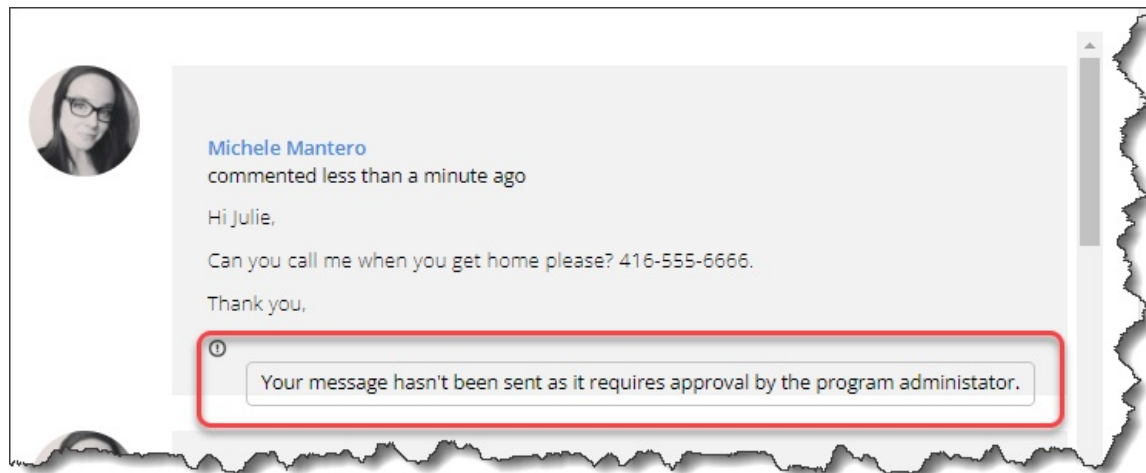 Michele Mantero
commented less than a minute ago
Hi Julie,
Can you call me when you get home please? 416-555-6666.
Thank you,
Your message hasn't been sent as it requires approval by the program administator.